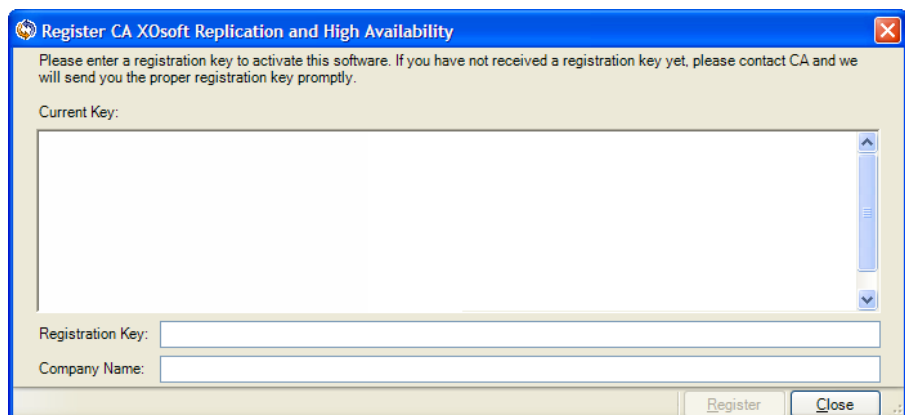 Register CA XOsoft Replication and High Availability
Please enter a registration key to activate this software. If you have not received a registration key yet, please contact CA and we
will send you the proper registration key promptly.
Current Key:
Registration Key:
Company Name:
Register
Close